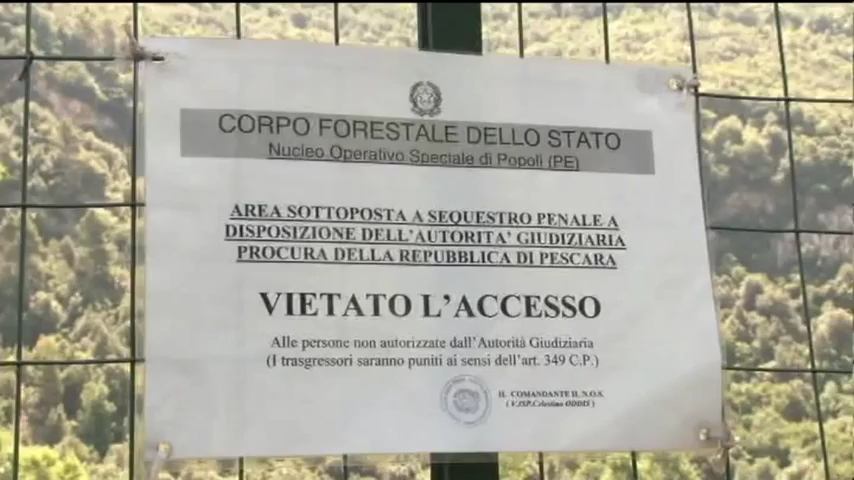 CORPO FORESTALE DELLO STATO
Nucleo Operativo Speciale di Popoli (PE)
AREA SOTTOPOSTA A SEQUESTRO PENALE A
DISPOSIZIONE DELL'AUTORITA' GIUDIZIARIA
PROCURA DELLA REPUBBLICA DI PESCARA
VIETATO L'ACCESSO
Alle persone non autorizzate dall'Autorità Giudiziaria
(I trasgressori saranno puniti ai sensi dell'art. 349 C.P.)
IL COMANDANTE IL N.O.S.
( V.ISP.Celestino ODDIS )